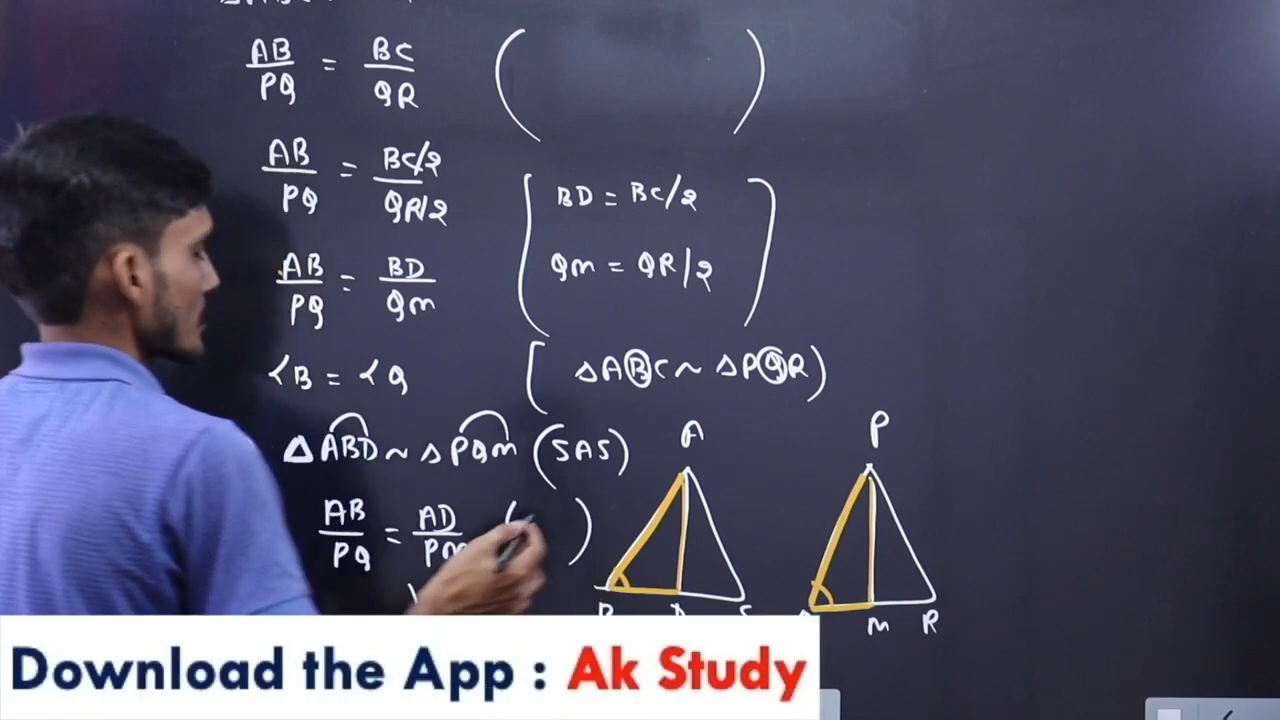 AB/PQ = BC/QR ( )
AB/PQ = BC/2 / QR/2 [ BD = BC/2
QM = QR/2 ]
AB/PQ = BD/QM
∠B = ∠Q [ ΔABC ~ ΔPQR )
ΔABD ~ ΔPQM (SAS)
AB/PQ = AD/PM ( )
A P
B D C M R
Download the App : Ak Study